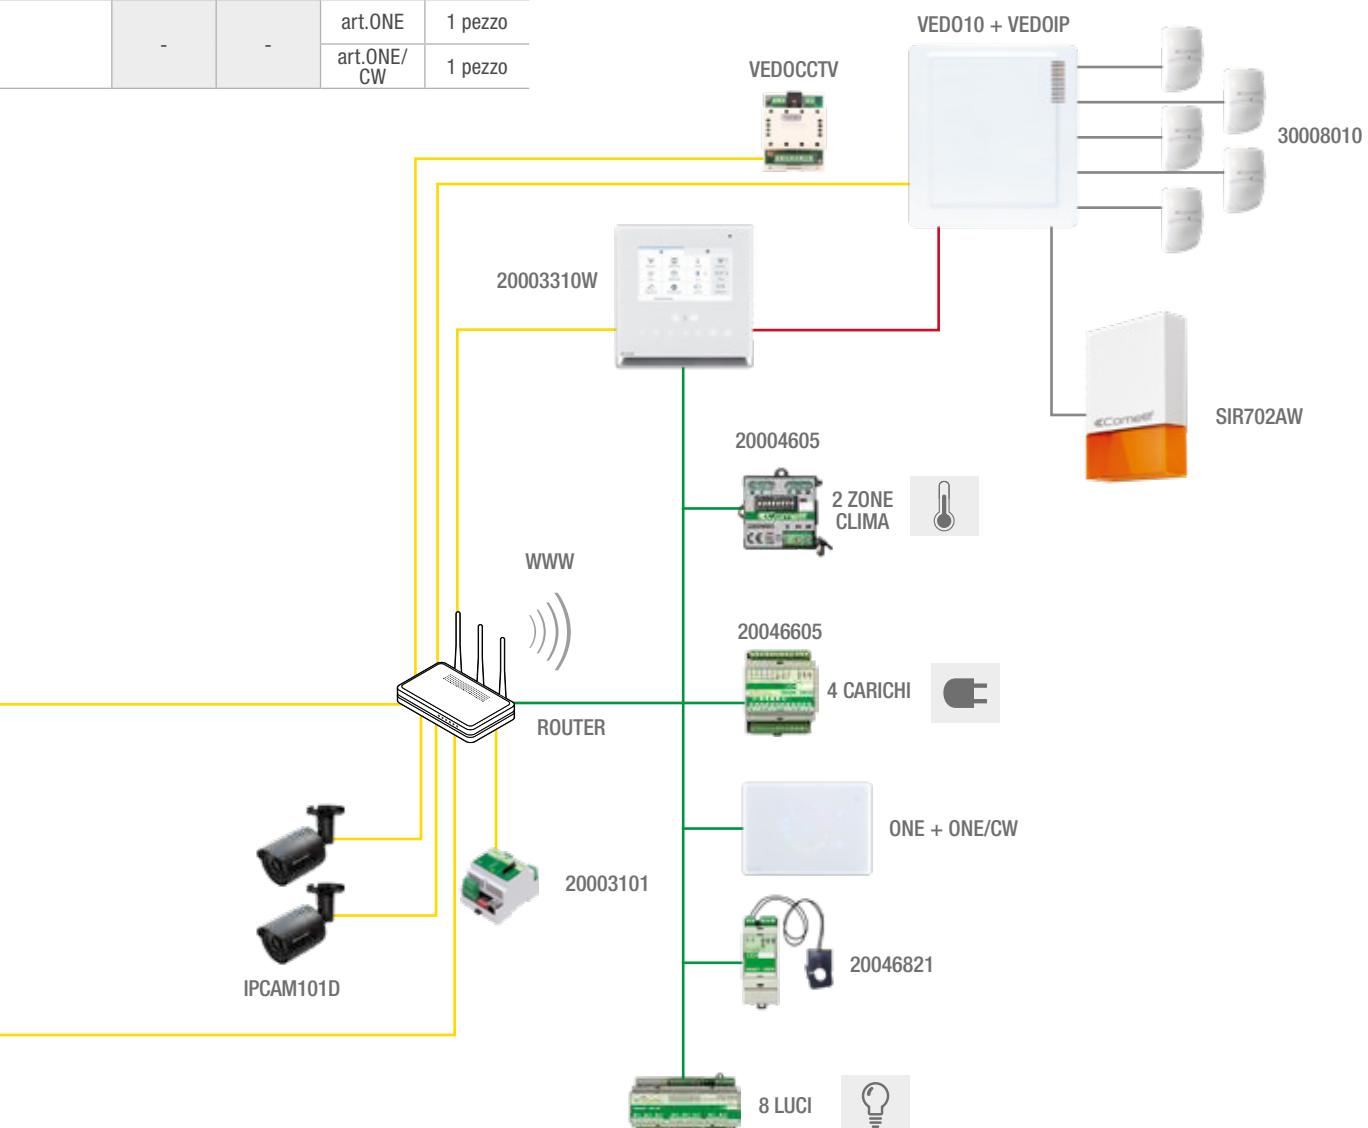 art.ONE
1 pezzo
-
-
art.ONE/
CW
1 pezzo
VEDO10 + VEDOIP
VEDOCCTV
30008010
20003310W
SIR702AW
Comelit
20004605
2 ZONE
CLIMA
WWW
20046605
4 CARICHI
ROUTER
ONE + ONE/CW
20003101
20046821
IPCAM101D
8 LUCI